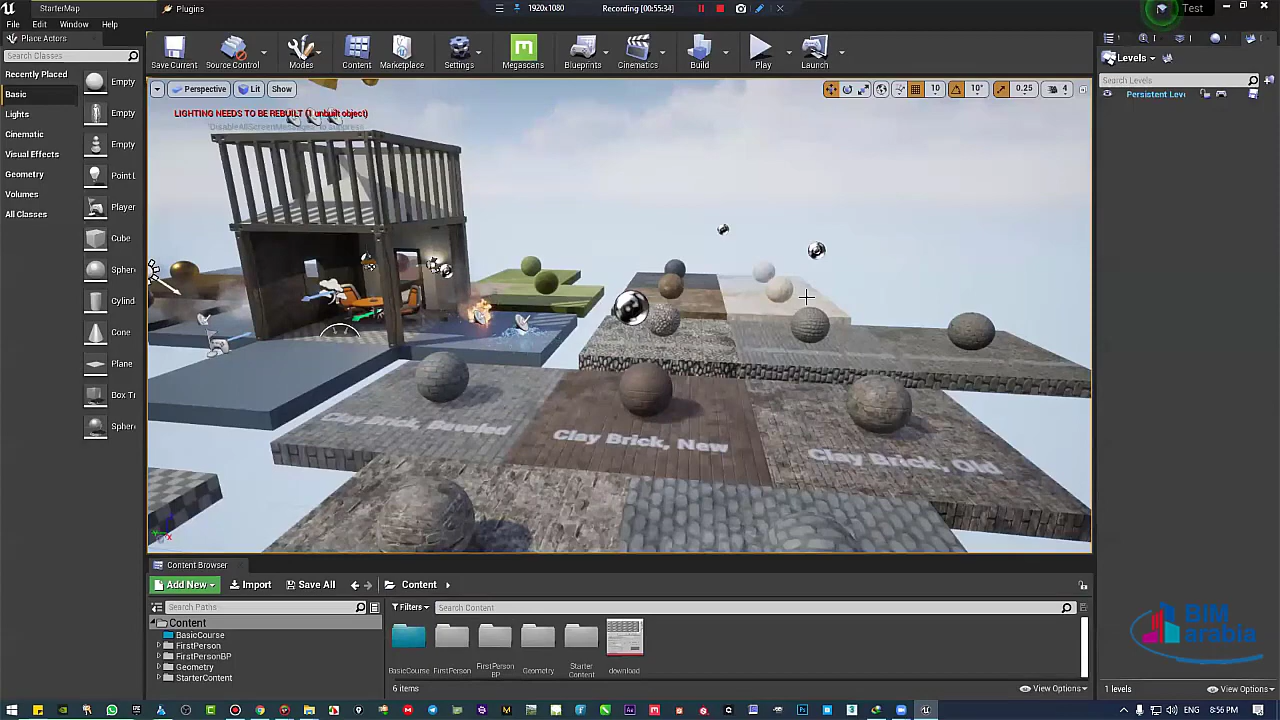 StarterMap
Plugins
1920x1080
Recording [00:55:34]
Test
File
Edit
Window
Help
Place Actors
Search Classes
Recently Placed
Basic
Lights
Cinematic
Visual Effects
Geometry
Volumes
All Classes
Empty
Empty
Empty
Point L
Player
Cube
Spher
Cylind
Cone
Plane
Box Ti
Spher
Save Current
Source Control
Modes
Content
Marketplace
Settings
Megascans
Blueprints
Cinematics
Build
Play
Launch
Perspective
Lit
Show
10
10°
0.25
4
LIGHTING NEEDS TO BE REBUILT (1 unbuilt object)
'DisableAllScreenMessages' to suppress
Clay Brick, Beveled
Clay Brick, New
Clay Brick, Old
Levels
Search Levels
Persistent Leve
1 levels
View Options
Content Browser
Add New
Import
Save All
Content
Search Paths
Filters
Search Content
Content
BasicCourse
FirstPerson
FirstPersonBP
Geometry
StarterContent
BasicCourse
FirstPerson
FirstPerson
BP
Geometry
Starter
Content
download
6 items
View Options
BIM
arabia
8:56 PM